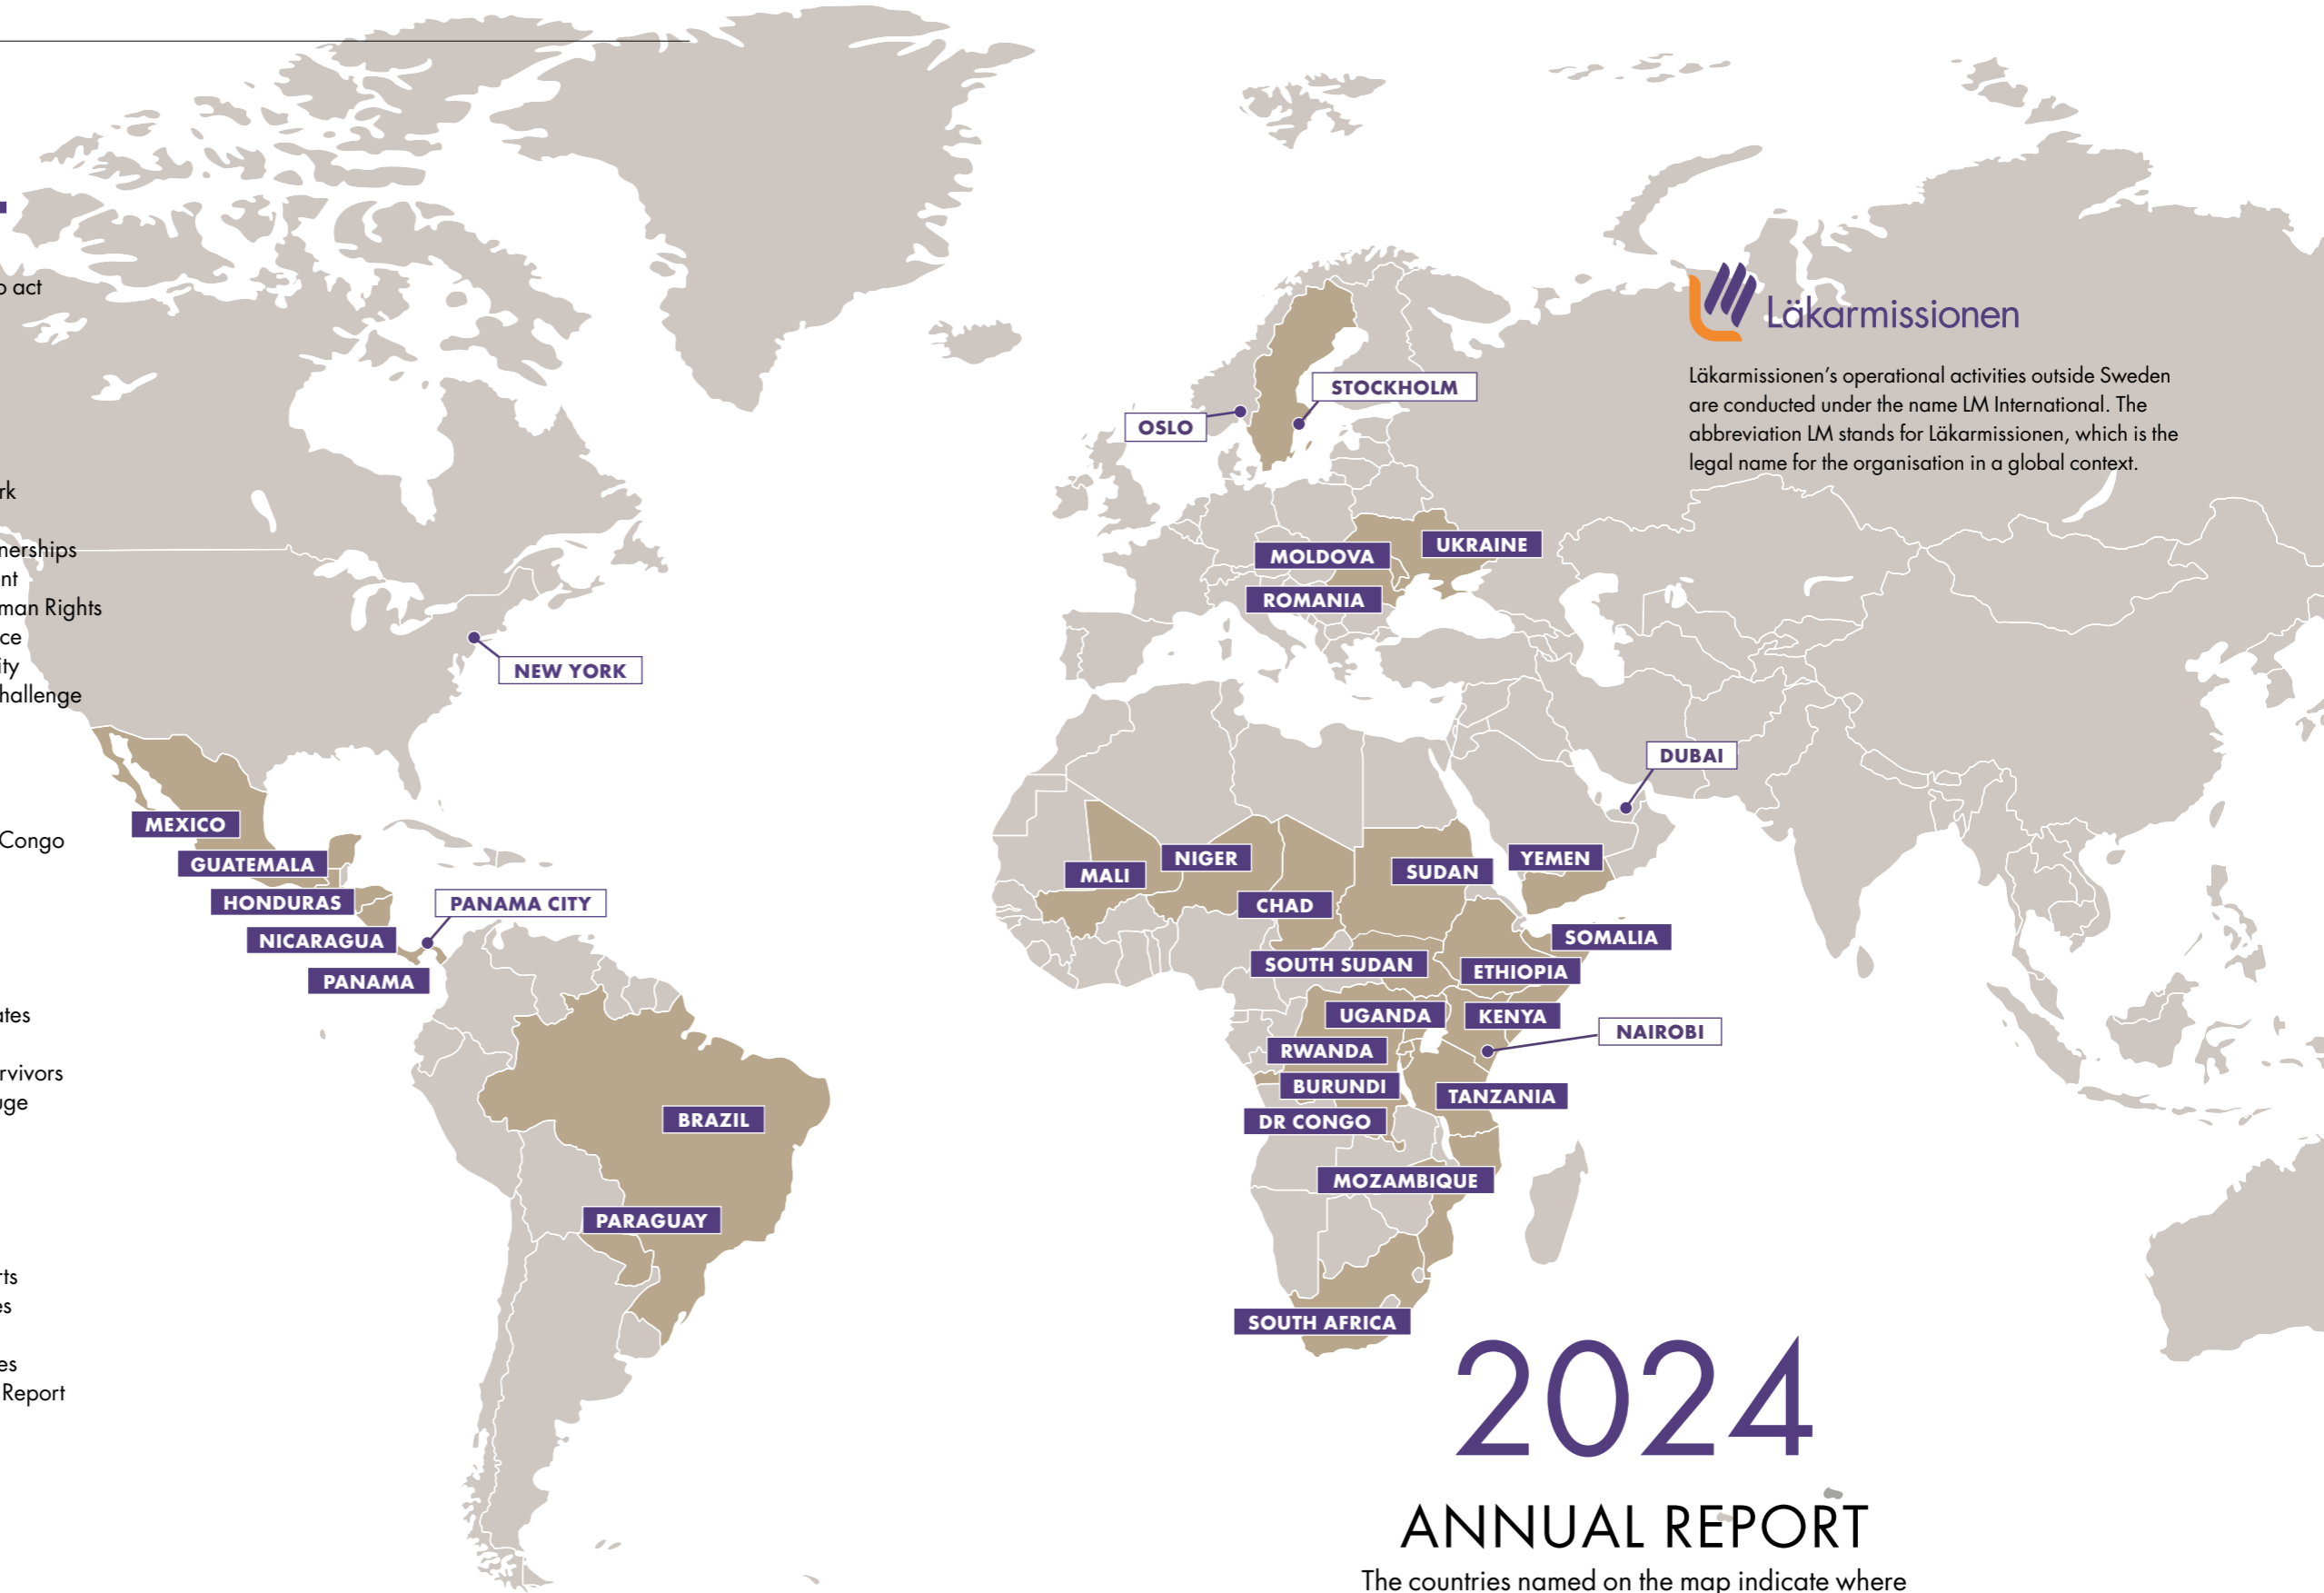 o act
rk
nerships
nt
man Rights
ce
ity
hallenge
Congo
ates
rvivors
uge
rts
es
es
Report
Läkarmissionen
Läkarmissionen's operational activities outside Sweden
are conducted under the name LM International. The
abbreviation LM stands for Läkarmissionen, which is the
legal name for the organisation in a global context.
STOCKHOLM
OSLO
UKRAINE
MOLDOVA
ROMANIA
NEW YORK
DUBAI
MEXICO
GUATEMALA
HONDURAS
PANAMA CITY
NICARAGUA
PANAMA
NIGER
MALI
SUDAN
YEMEN
CHAD
SOMALIA
SOUTH SUDAN
ETHIOPIA
UGANDA
KENYA
NAIROBI
RWANDA
BURUNDI
TANZANIA
DR CONGO
BRAZIL
MOZAMBIQUE
PARAGUAY
SOUTH AFRICA
2024
ANNUAL REPORT
The countries named on the map indicate where